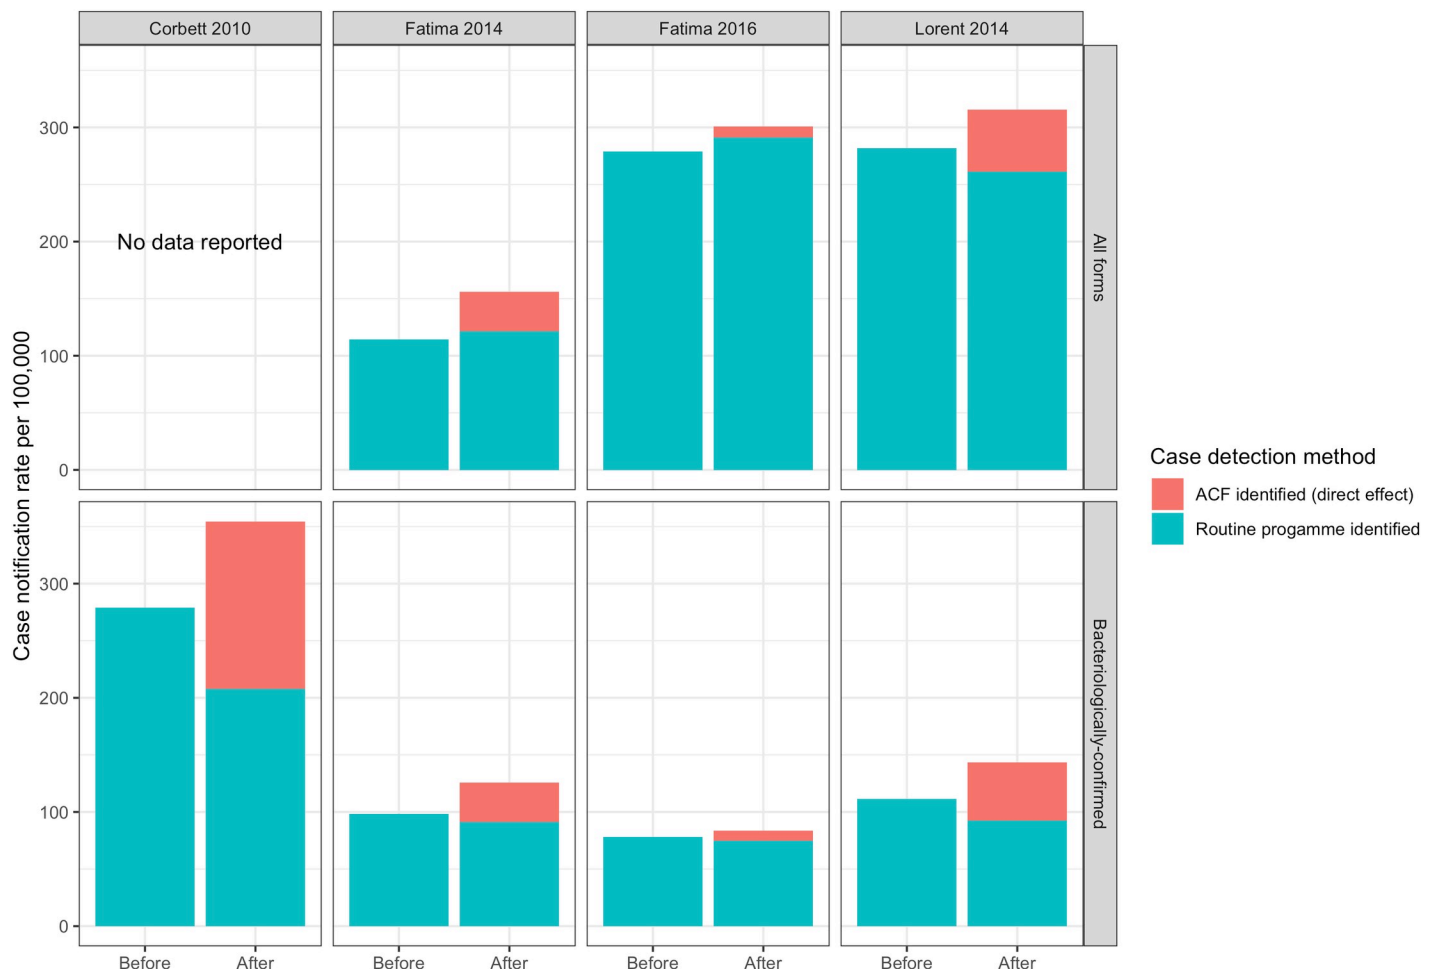 Corbett 2010
Fatima 2014
Fatima 2016
Lorent 2014
Case notification rate per 100,000
300
200
100
0
No data reported
All forms
300
200
100
0
Bacteriologically-confirmed
Before
After
Before
After
Before
After
Before
After
Case detection method
ACF identified (direct effect)
Routine progamme identified